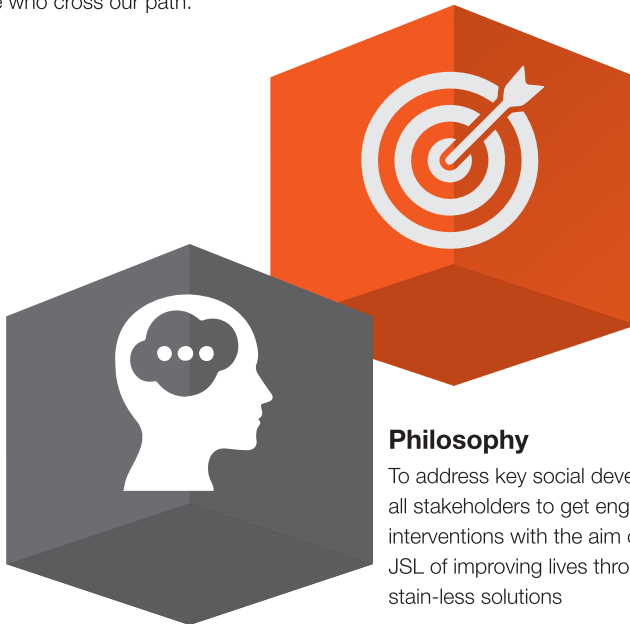 who cross our path.
Philosophy
To address key social
all stakeholders to get
interventions with the aim
JSL of improving lives
stain-less solutions